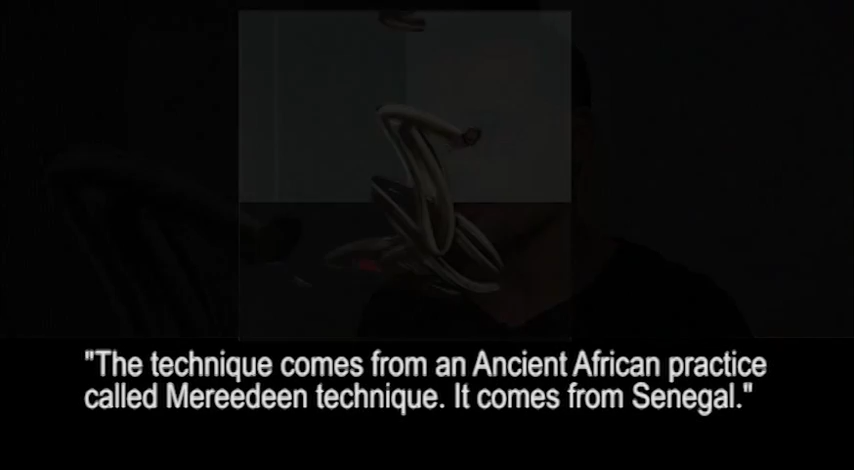 "The technique comes from an Ancient African practice
called Mereedeen technique. It comes from Senegal."